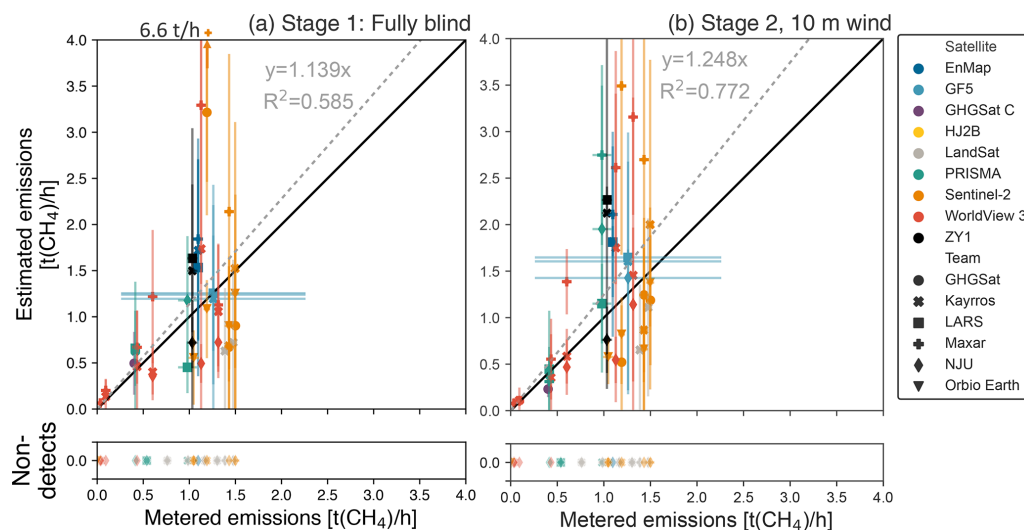 (a) Stage 1: Fully blind
6.6 t/h
y=1.139x
R²=0.585
Estimated emissions
[t(CH₄)/h]
4.0
3.5
3.0
2.5
2.0
1.5
1.0
0.5
0.0
Non-
detects
0.0
0.0 0.5 1.0 1.5 2.0 2.5 3.0 3.5 4.0
Metered emissions [t(CH₄)/h]
(b) Stage 2, 10 m wind
y=1.248x
R²=0.772
4.0
3.5
3.0
2.5
2.0
1.5
1.0
0.5
0.0
0.0
0.0 0.5 1.0 1.5 2.0 2.5 3.0 3.5 4.0
Metered emissions [t(CH₄)/h]
Satellite
EnMap
GF5
GHGSat C
HJ2B
LandSat
PRISMA
Sentinel-2
WorldView 3
ZY1
Team
GHGSat
Kayrros
LARS
Maxar
NJU
Orbio Earth